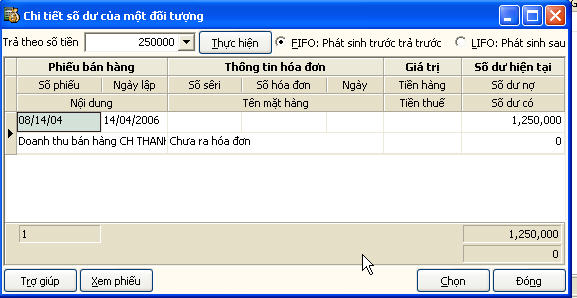 Chi tiết số dư của một đối tượng
Trả theo số tiền 250000 Thực hiện FIFO: Phát sinh trước trả trước LIFO: Phát sinh sau
Phiếu bán hàng Thông tin hóa đơn Giá trị Số dư hiện tại
Số phiếu Ngày lập Số sêri Số hóa đơn Ngày Tiền hàng Số dư nợ
Nội dung Tên mặt hàng Tiền thuế Số dư có
08/14/04 14/04/2006 1,250,000
Doanh thu bán hàng CH THANH Chưa ra hóa đơn 0
1 1,250,000
0
Trợ giúp Xem phiếu Chọn Đóng